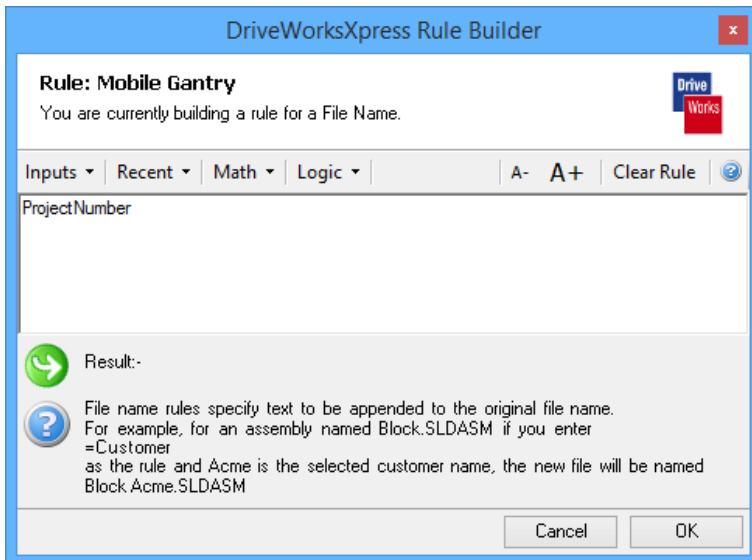 DriveWorksXpress Rule Builder
x
Rule: Mobile Gantry
You are currently building a rule for a File Name.
Drive
Works
Inputs Recent Math Logic A- A+ Clear Rule ?
ProjectNumber
Result:-
? File name rules specify text to be appended to the original file name.
For example, for an assembly named Block.SLDASM if you enter
=Customer
as the rule and Acme is the selected customer name, the new file will be named
Block Acme.SLDASM
Cancel OK